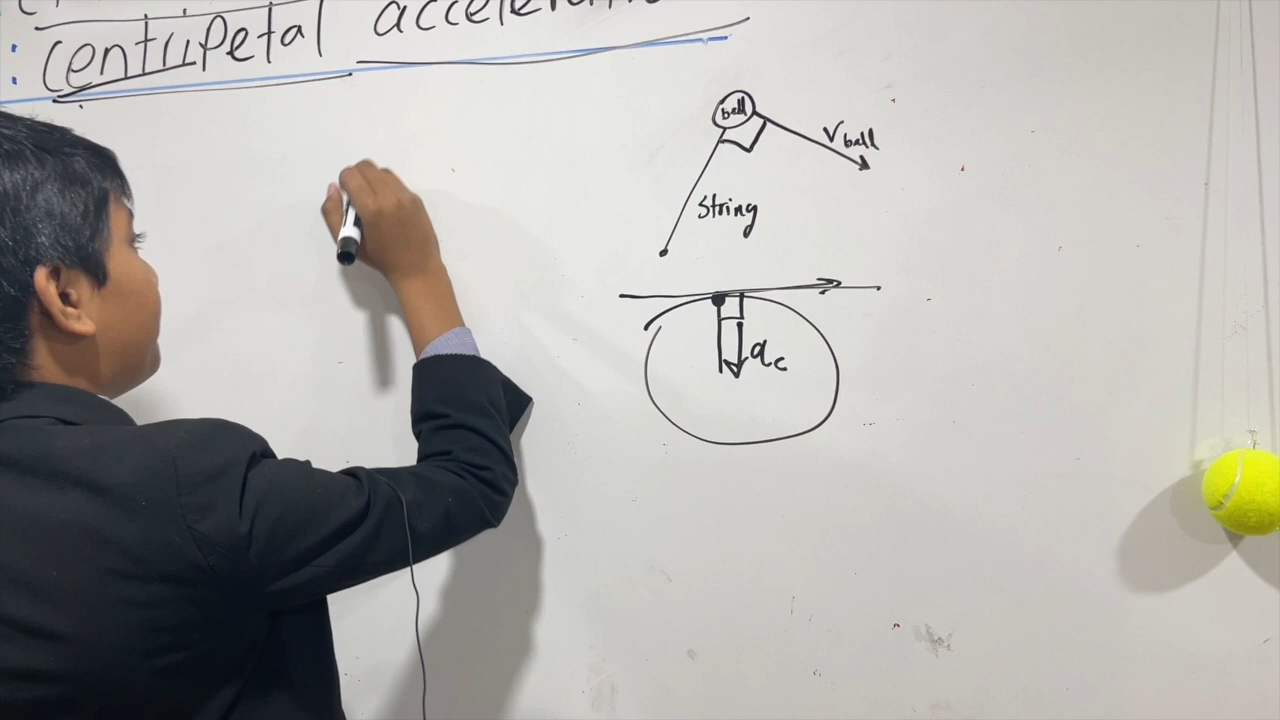 : centripetal
ball
V ball
string
ac